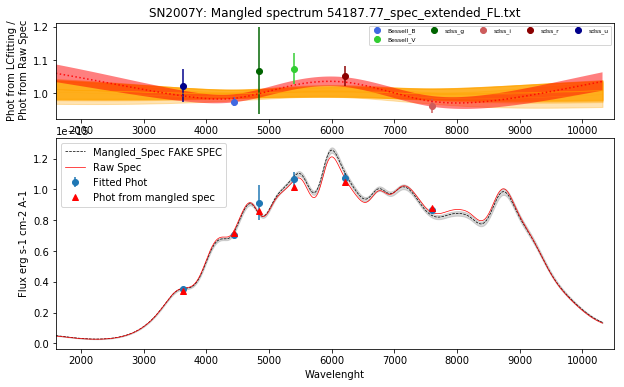 SN2007Y: Mangled spectrum 54187.77_spec_extended_FL.txt
Phot from LCfitting /
Phot from Raw Spec
1.2
1.1
1.0
Bessell_B
Bessell_V
sdss_g
sdss_i
sdss_r
sdss_u
2000 3000 4000 5000 6000 7000 8000 9000 10000
Flux erg s-1 cm-2 A-1
1.2
1.0
0.8
0.6
0.4
0.2
0.0
Mangled_Spec FAKE SPEC
Raw Spec
Fitted Phot
Phot from mangled spec
2000 3000 4000 5000 6000 7000 8000 9000 10000
Wavelenght